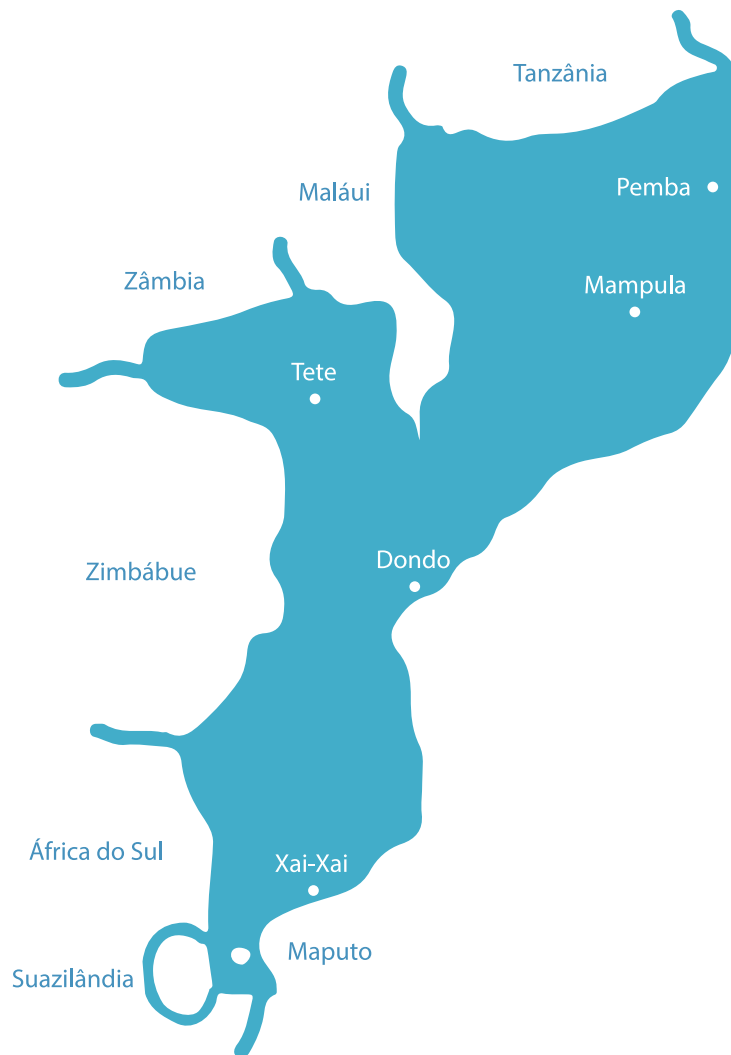 Tanzânia
Maláui
Pemba
Zâmbia
Mampula
Tete
Dondo
Zimbábue
África do Sul
Xai-Xai
Maputo
Suazilândia